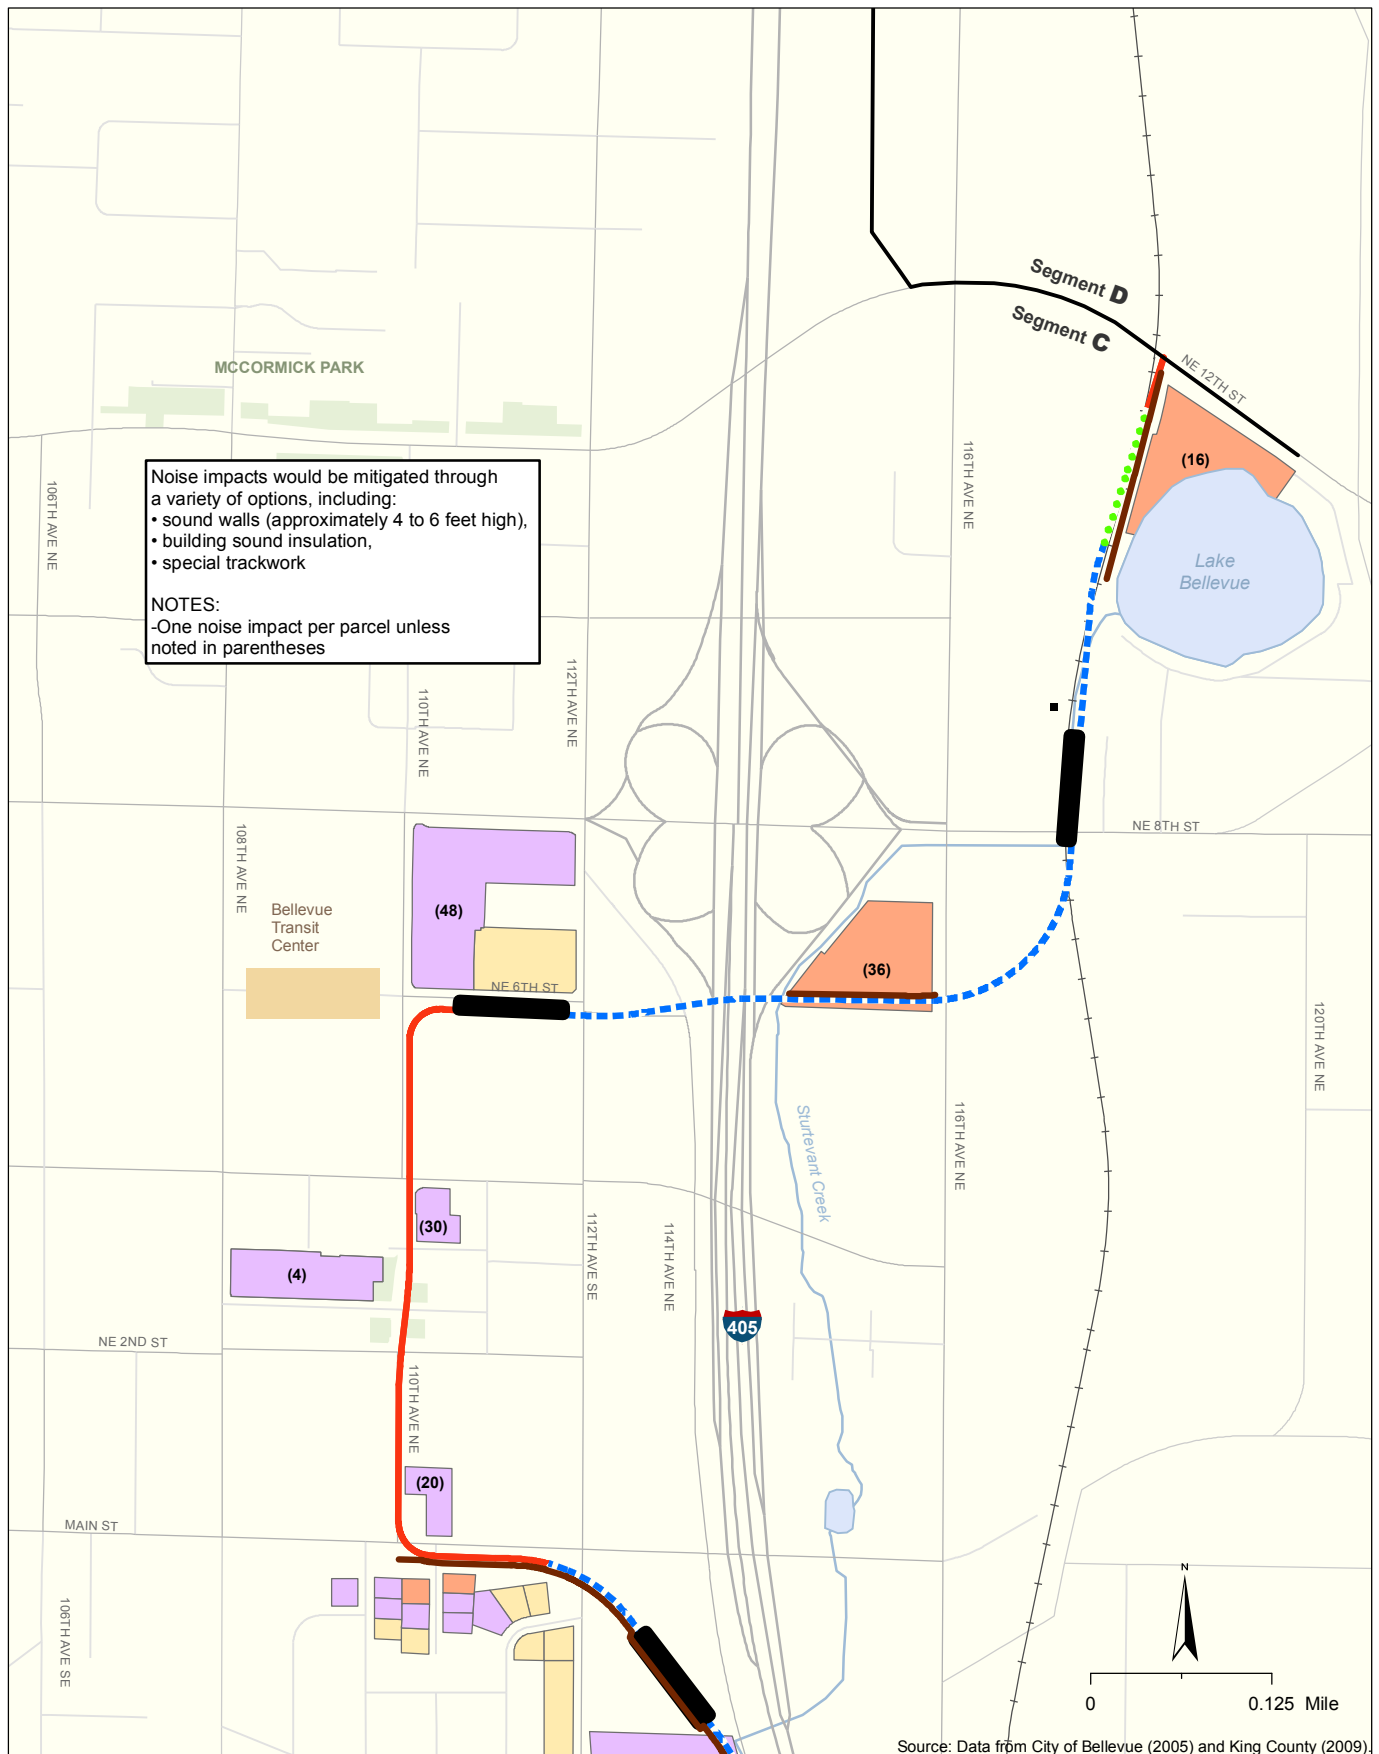 Segment D
Segment C
NE 12TH ST
MCCORMICK PARK
116TH AVE NE
(16)
Noise impacts would be mitigated through
a variety of options, including:
• sound walls (approximately 4 to 6 feet high),
• building sound insulation,
• special trackwork
NOTES:
-One noise impact per parcel unless
noted in parentheses
106TH AVE NE
Lake
Bellevue
110TH AVE NE
112TH AVE NE
108TH AVE NE
NE 8TH ST
(48)
Bellevue
Transit
Center
(36)
NE 6TH ST
120TH AVE NE
Sturtevant Creek
116TH AVE NE
(30)
112TH AVE SE
114TH AVE NE
(4)
405
NE 2ND ST
110TH AVE NE
(20)
MAIN ST
106TH AVE SE
N
0 0.125 Mile
Source: Data from City of Bellevue (2005) and King County (2009).